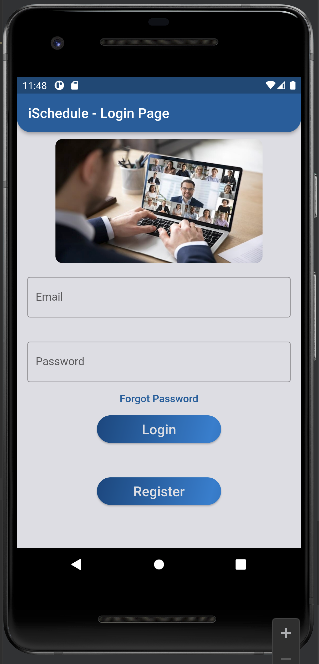 11:48
iSchedule - Login Page
Email
Password
Forgot Password
Login
Register